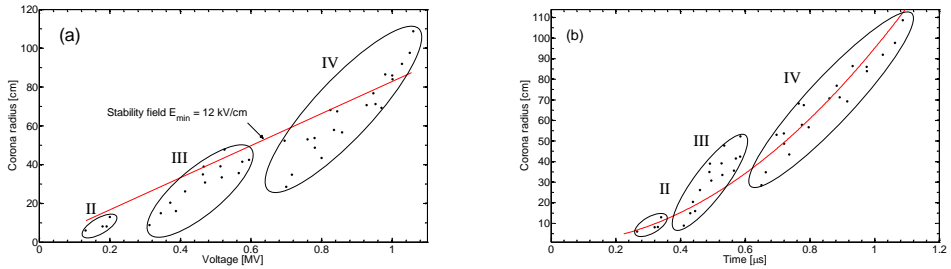 (a)
120
100
80
60
40
20
0
Corona radius [cm]
0
0.2
0.4
0.6
0.8
1
Voltage [MV]
Stability field E_min = 12 kV/cm
II
III
IV
(b)
110
100
90
80
70
60
50
40
30
20
10
Corona radius [cm]
0
0.2
0.4
0.6
0.8
1
1.2
Time [µs]
II
III
IV